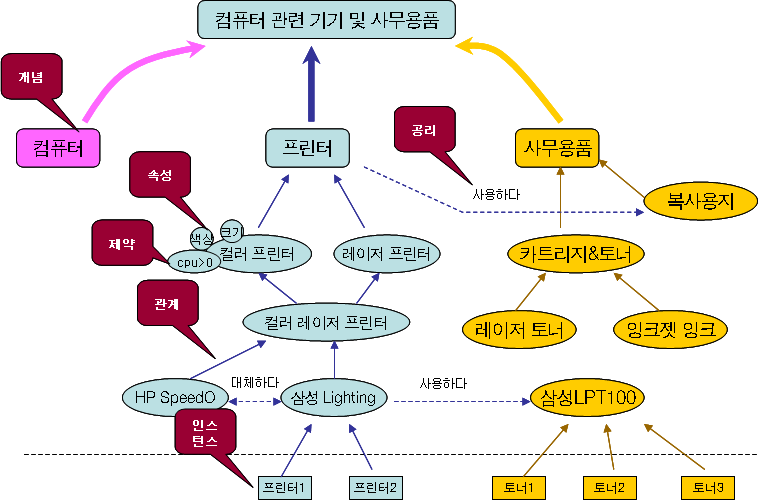 컴퓨터 관련 기기 및 사무용품
개념
컴퓨터
프린터
공리
사무용품
속성
사용하다
복사용지
색상
크기
제약
cpu>0
컬러 프린터
레이저 프린터
카트리지&토너
관계
컬러 레이저 프린터
레이저 토너
잉크젯 잉크
HP SpeedO
대체하다
삼성 Lighting
사용하다
삼성LPT100
인스
턴스
프린터1
프린터2
토너1
토너2
토너3